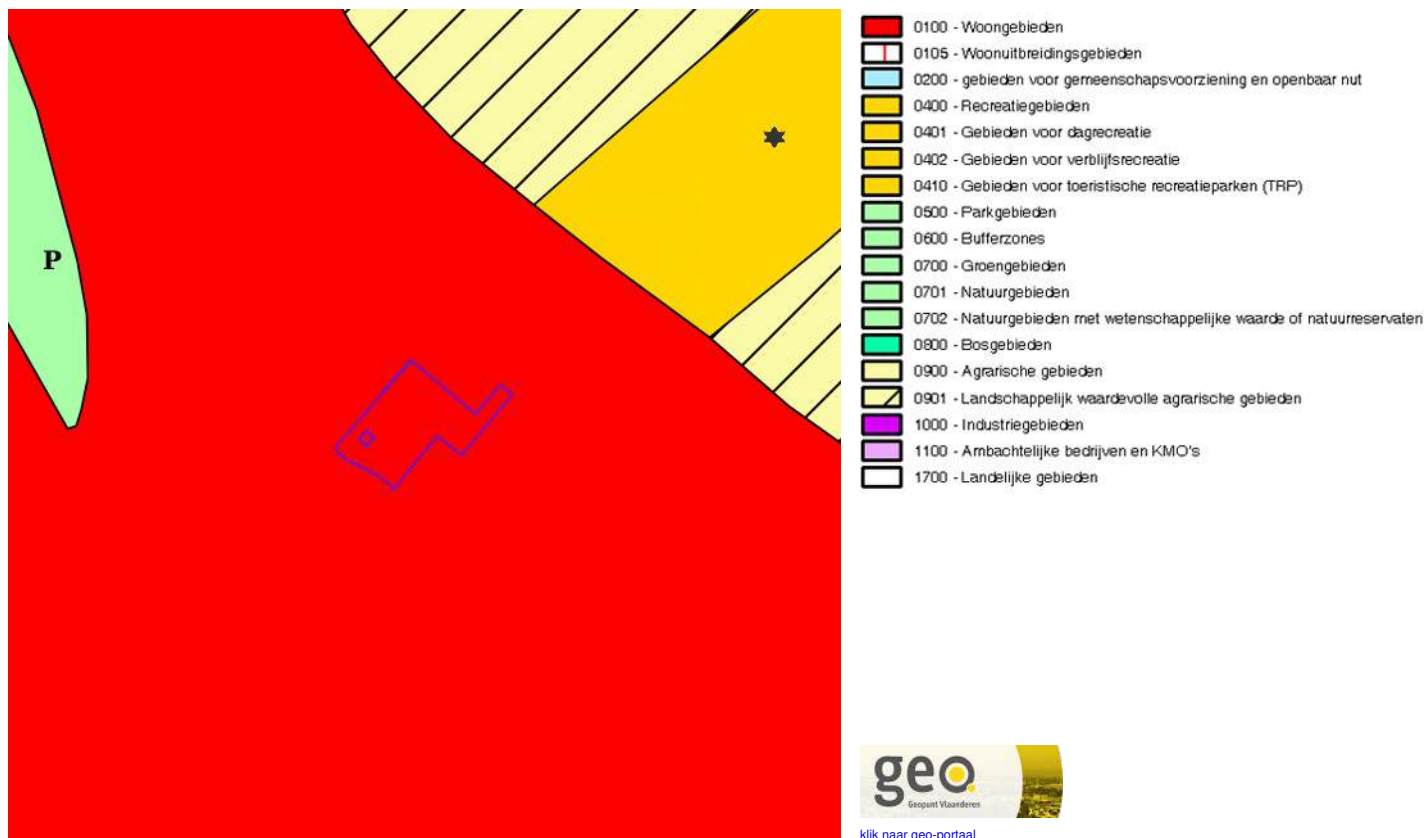 P
0100 - Woongebieden
0105 - Woonuitbreidingsgebieden
0200 - gebieden voor gemeenschapsvoorziening en openbaar nut
0400 - Recreatiegebieden
0401 - Gebieden voor dagrecreatie
0402 - Gebieden voor verblijfsrecreatie
0410 - Gebieden voor toeristische recreatieparken (TRP)
0500 - Parkgebieden
0600 - Bufferzones
0700 - Groengebieden
0701 - Natuurgebieden
0702 - Natuurgebieden met wetenschappelijke waarde of natuurreservaten
0800 - Bosgebieden
0900 - Agrarische gebieden
0901 - Landschappelijk waardevolle agrarische gebieden
1000 - Industriegebieden
1100 - Ambachtelijke bedrijven en KMO's
1700 - Landelijke gebieden
geo.
Geopunt Vlaanderen
klik naar geo-portaal